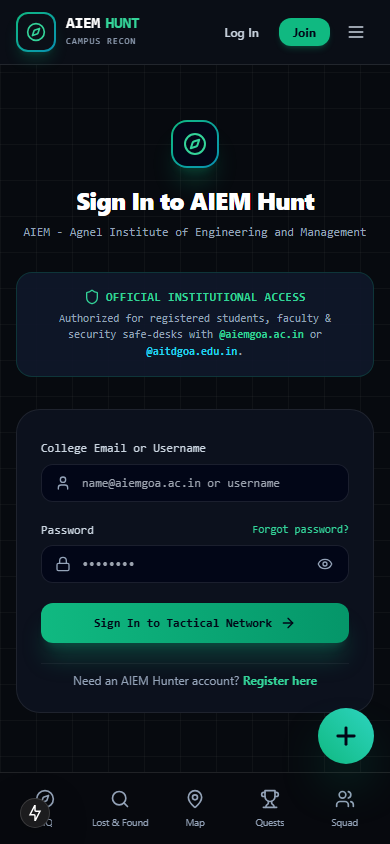 AIEM HUNT
CAMPUS RECON
Log In
Join
Sign In to AIEM Hunt
AIEM - Agnel Institute of Engineering and Management
OFFICIAL INSTITUTIONAL ACCESS
Authorized for registered students, faculty &
security safe-desks with @aiemgoa.ac.in or
@aitdgoa.edu.in.
College Email or Username
name@aiemgoa.ac.in or username
Password
Forgot password?
••••••••
Sign In to Tactical Network →
Need an AIEM Hunter account? Register here
Lost & Found
Map
Quests
Squad